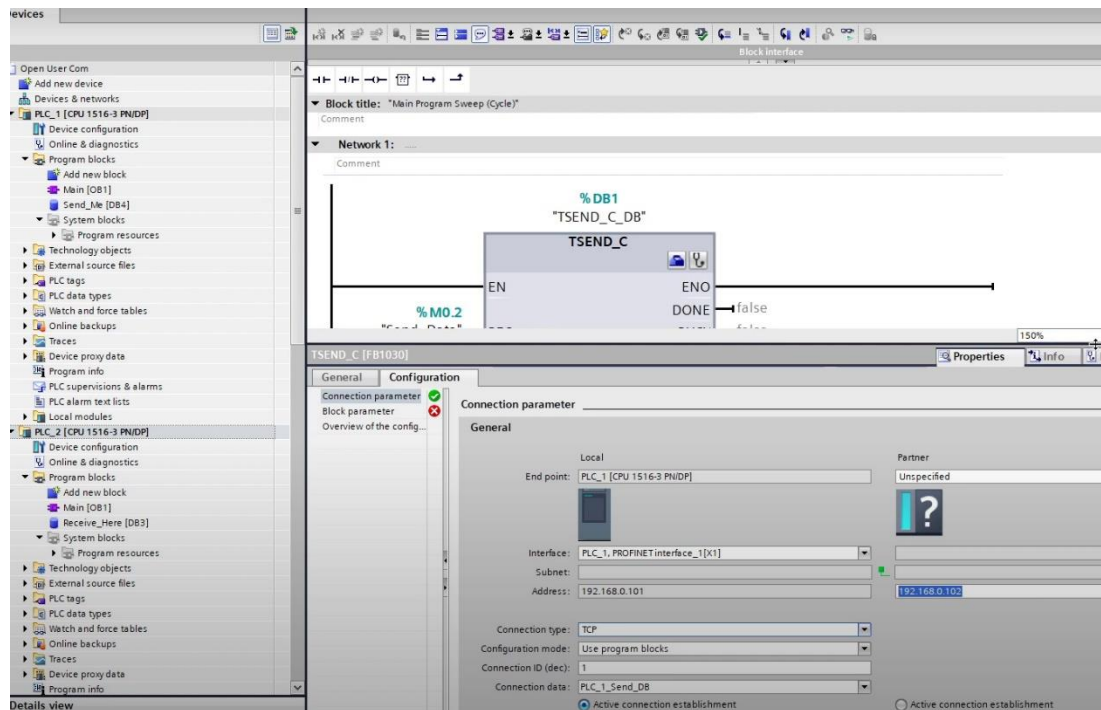 Devices
Open User Com
Add new device
Devices & networks
PLC_1 [CPU 1516-3 PN/DP]
Device configuration
Online & diagnostics
Program blocks
Add new block
Main [OB1]
Send_Me [DB4]
System blocks
Program resources
Technology objects
External source files
PLC tags
PLC data types
Watch and force tables
Online backups
Traces
Device proxy data
Program info
PLC supervisions & alarms
PLC alarm text lists
Local modules
PLC_2 [CPU 1516-3 PN/DP]
Device configuration
Online & diagnostics
Program blocks
Add new block
Main [OB1]
Receive_Here [DB3]
System blocks
Program resources
Technology objects
External source files
PLC tags
PLC data types
Watch and force tables
Online backups
Traces
Device proxy data
Program info
Details view
Block interface
Block title: "Main Program Sweep (Cycle)"
Comment
Network 1: ....
Comment
%DB1
"TSEND_C_DB"
TSEND_C
EN ENO
DONE false
%M0.2
150%
TSEND_C [FB1030]
Properties Info
General Configuration
Connection parameter
Block parameter
Overview of the config...
Connection parameter
General
Local Partner
End point: PLC_1 [CPU 1516-3 PN/DP] Unspecified
?
Interface: PLC_1, PROFINET interface_1[X1]
Subnet:
Address: 192.168.0.101 192.168.0.102
Connection type: TCP
Configuration mode: Use program blocks
Connection ID (dec): 1
Connection data: PLC_1_Send_DB
Active connection establishment Active connection establishment